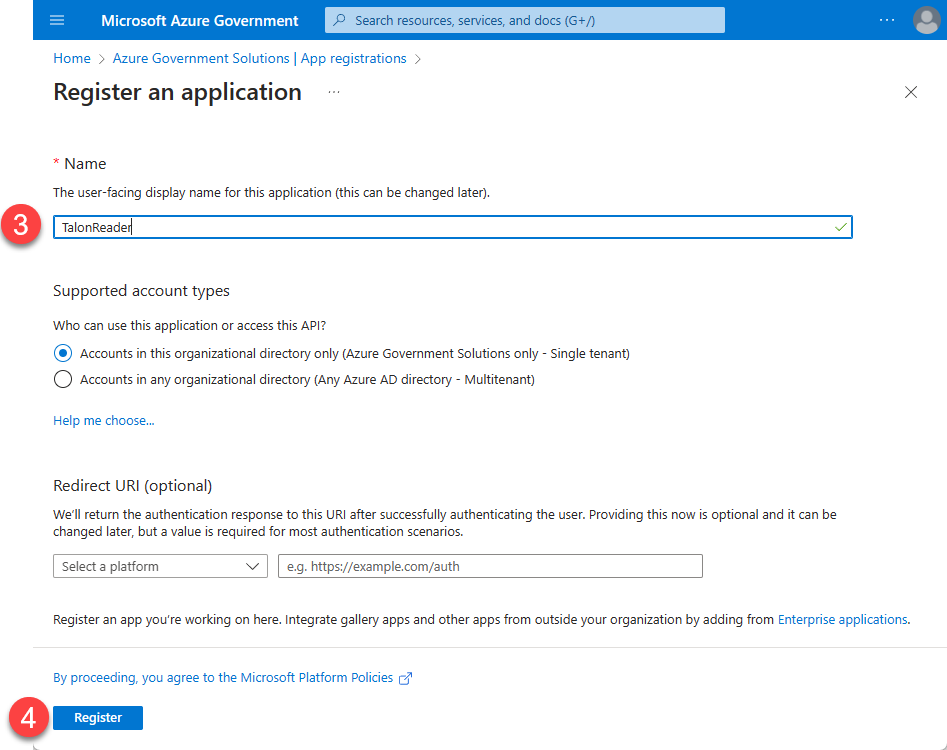 Microsoft Azure Government
Search resources, services, and docs (G+/)
Home > Azure Government Solutions | App registrations >
Register an application
* Name
The user-facing display name for this application (this can be changed later).
3
TalonReader
Supported account types
Who can use this application or access this API?
Accounts in this organizational directory only (Azure Government Solutions only - Single tenant)
Accounts in any organizational directory (Any Azure AD directory - Multitenant)
Help me choose...
Redirect URI (optional)
We'll return the authentication response to this URI after successfully authenticating the user. Providing this now is optional and it can be
changed later, but a value is required for most authentication scenarios.
Select a platform
e.g. https://example.com/auth
Register an app you're working on here. Integrate gallery apps and other apps from outside your organization by adding from Enterprise applications.
By proceeding, you agree to the Microsoft Platform Policies
4
Register